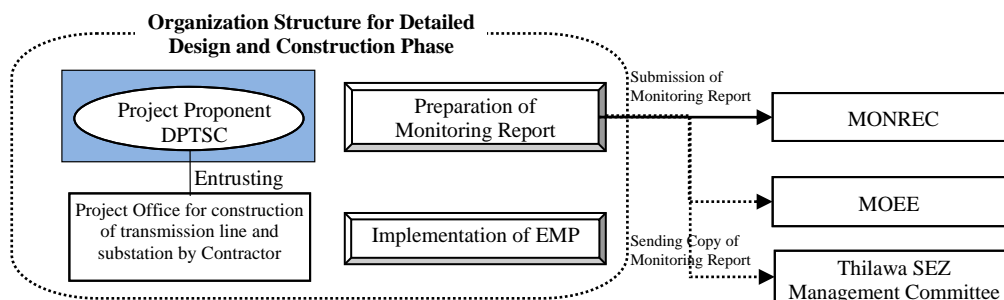 Organization Structure for Detailed
Design and Construction Phase
Project Proponent
DPTSC
Entrusting
Project Office for construction
of transmission line and
substation by Contractor
Preparation of
Monitoring Report
Implementation of EMP
Submission of
Monitoring Report
Sending Copy of
Monitoring Report
MONREC
MOEE
Thilawa SEZ
Management Committee